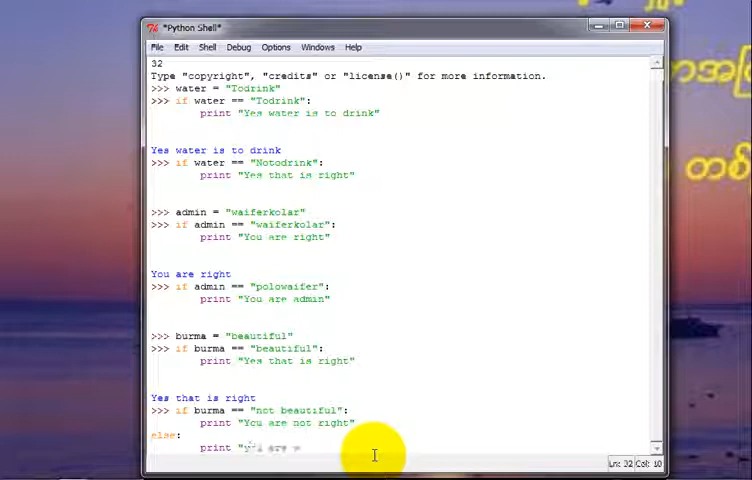 *Python Shell*
File Edit Shell Debug Options Windows Help
32
Type "copyright", "credits" or "license()" for more information.
>>> water = "Todrink"
>>> if water == "Todrink":
print "Yes water is to drink"
Yes water is to drink
>>> if water == "Notodrink":
print "Yes that is right"
>>> admin = "waiferkolar"
>>> if admin == "waiferkolar":
print "You are right"
You are right
>>> if admin == "polowaifer":
print "You are admin"
>>> burma = "beautiful"
>>> if burma == "beautiful":
print "Yes that is right"
Yes that is right
>>> if burma == "not beautiful":
print "You are not right"
else:
print
Ln: 32 Col: 10
တစ်